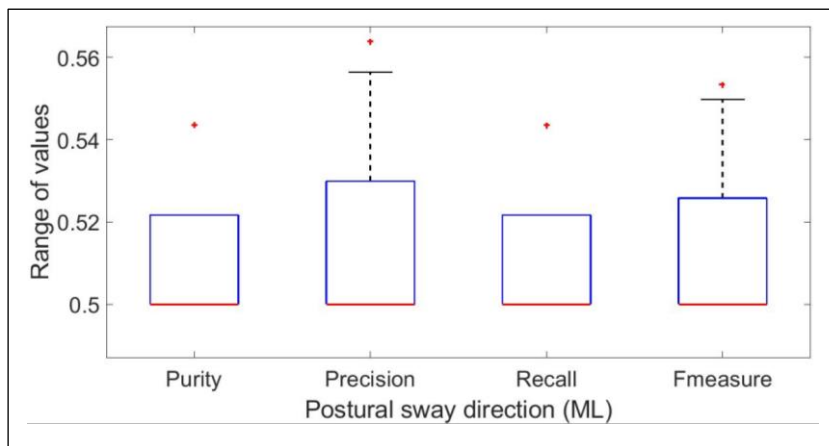 Range of values
0.56
0.54
0.52
0.5
Purity Precision Recall Fmeasure
Postural sway direction (ML)